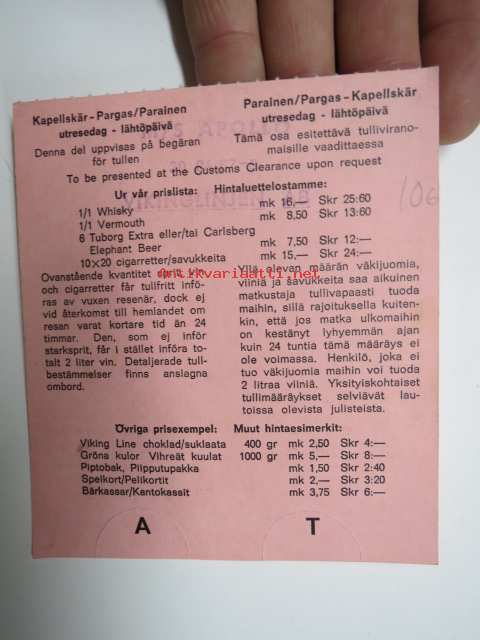 Kapellskär - Pargas/Parainen
utresedag - lähtöpäivä
Denna del uppvisas på begäran
för tullen
Parainen/Pargas - Kapellskär
utresedag - lähtöpäivä
Tämä osa esitettävä tulliviranо-
maisille vaadittaessa
To be presented at the Customs Clearance upon request
VIKINGLINJEN AB
106
Ur vår prislista: Hintaluettelostamme:
1/1 Whisky mk 16,— Skr 25:60
1/1 Vermouth mk 8,50 Skr 13:60
6 Tuborg Extra eller/tai Carlsberg
Elephant Beer mk 7,50 Skr 12:—
10×20 cigarretter/savukkeita mk 15,— Skr 24:—
Ovanstående kvantitet sprit, vin
och cigarretter får tullfritt inför-
as av vuxen resenär, dock ej
vid återkomst till hemlandet om
resan varat kortare tid än 24
timmar. Den, som ej inför
starksprit, får i stället införa to-
talt 2 liter vin. Detaljerade tull-
bestämmelser finns anslagna
ombord.
Yllä olevan määrän väkijuomia,
viiniä ja savukkeita saa aikuinen
matkustaja tullivapaasti tuoda
maihin, sillä rajoituksella kuiten-
kin, että jos matka ulkomaihin
on kestänyt lyhyemmän ajan
kuin 24 tuntia tämä määräys ei
ole voimassa. Henkilö, joka ei
tuo väkijuomia maihin voi tuoda
2 litraa viiniä. Yksityiskohtaiset
tullimääräykset selviävät lau-
toissa olevista julisteista.
antikvariaatti.net
Övriga prisexempel: Muut hintaesimerkit:
Viking Line choklad/suklaata 400 gr mk 2,50 Skr 4:—
Gröna kulor Vihreät kuulat 1000 gr mk 5,— Skr 8:—
Piptobak, Piipputupakka mk 1,50 Skr 2:40
Spelkort/Pelikortit mk 2,— Skr 3:20
Bärkassar/Kantokassit mk 3,75 Skr 6:—
A T